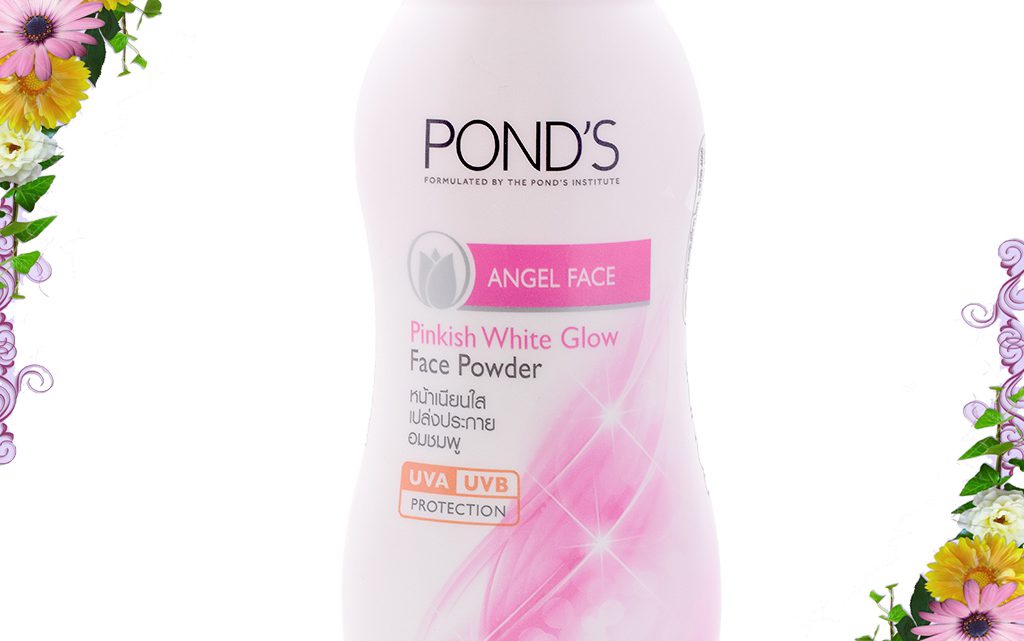 POND'S
FORMULATED BY THE POND'S INSTITUTE
ANGEL FACE
Pinkish White Glow
Face Powder
หน้าเนียนใส
เปล่งประกาย
อมชมพู
UVA UVB
PROTECTION